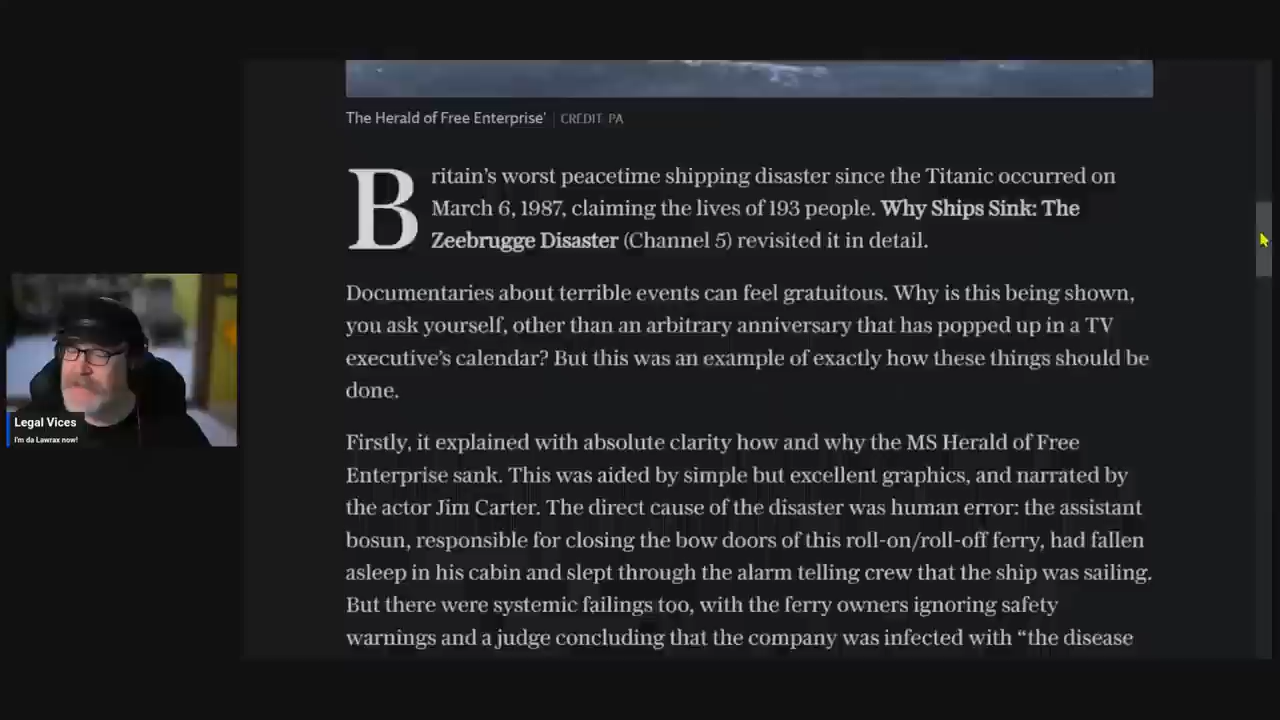 The Herald of Free Enterprise' | CREDIT: PA
Britain's worst peacetime shipping disaster since the Titanic occurred on
March 6, 1987, claiming the lives of 193 people. Why Ships Sink: The
Zeebrugge Disaster (Channel 5) revisited it in detail.
Documentaries about terrible events can feel gratuitous. Why is this being shown,
you ask yourself, other than an arbitrary anniversary that has popped up in a TV
executive's calendar? But this was an example of exactly how these things should be
done.
Firstly, it explained with absolute clarity how and why the MS Herald of Free
Enterprise sank. This was aided by simple but excellent graphics, and narrated by
the actor Jim Carter. The direct cause of the disaster was human error: the assistant
bosun, responsible for closing the bow doors of this roll-on/roll-off ferry, had fallen
asleep in his cabin and slept through the alarm telling crew that the ship was sailing.
But there were systemic failings too, with the ferry owners ignoring safety
warnings and a judge concluding that the company was infected with “the disease
Legal Vices
I'm da Lawrax now!